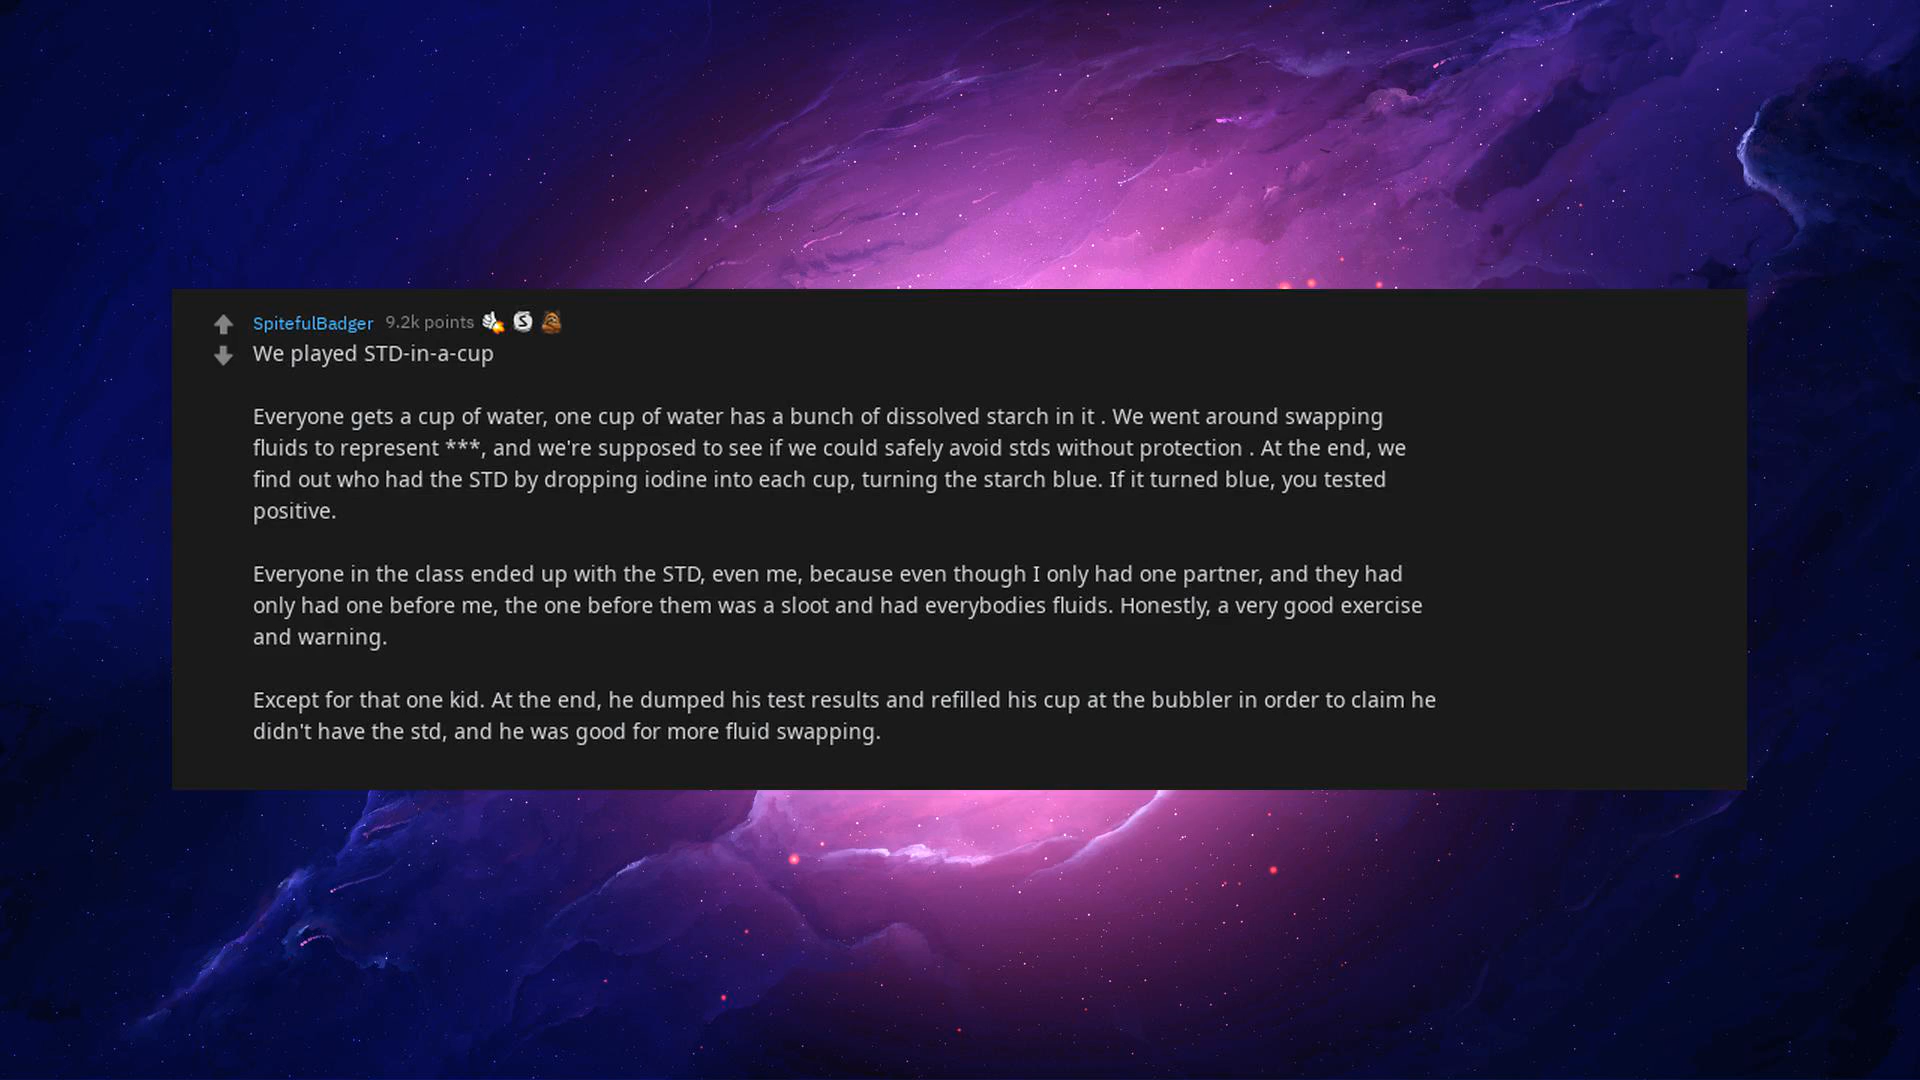 SpitefulBadger 9.2k points
We played STD-in-a-cup
Everyone gets a cup of water, one cup of water has a bunch of dissolved starch in it . We went around swapping
fluids to represent ***, and we're supposed to see if we could safely avoid stds without protection . At the end, we
find out who had the STD by dropping iodine into each cup, turning the starch blue. If it turned blue, you tested
positive.
Everyone in the class ended up with the STD, even me, because even though I only had one partner, and they had
only had one before me, the one before them was a sloot and had everybodies fluids. Honestly, a very good exercise
and warning.
Except for that one kid. At the end, he dumped his test results and refilled his cup at the bubbler in order to claim he
didn't have the std, and he was good for more fluid swapping.